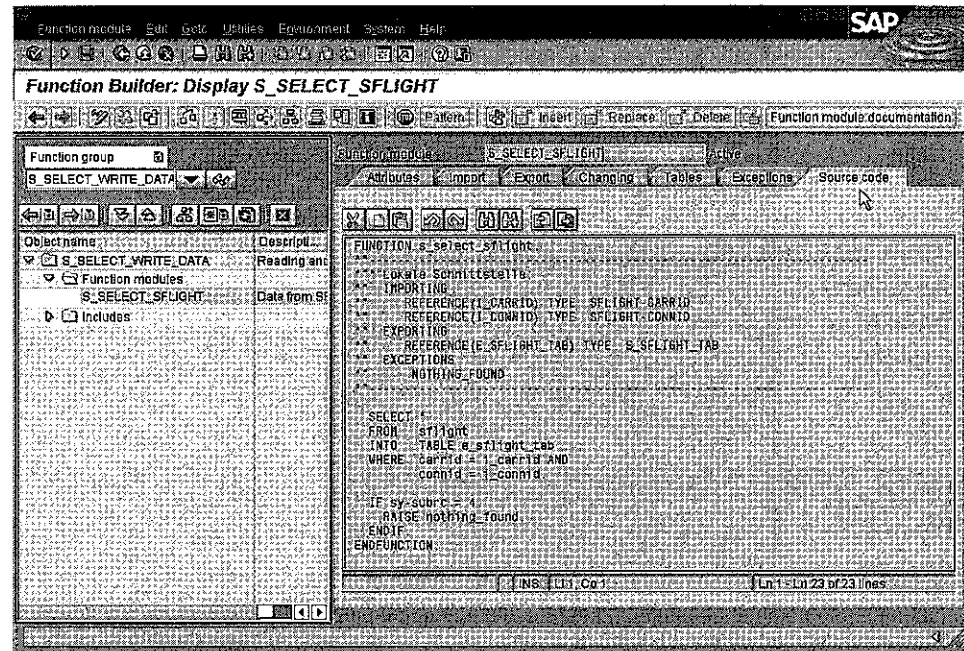 SAP
Function module Edit Goto Utilities Environment System Help
Function Builder: Display S_SELECT_SFLIGHT
Pattern Insert Replace Delete Function module documentation
Function group
S_SELECT_WRITE_DATA
Function module S_SELECT_SFLIGHT Active
Attributes Import Export Changing Tables Exceptions Source code
Object name Descripti...
S_SELECT_WRITE_DATA Reading and
Function modules
S_SELECT_SFLIGHT Data from SF
Includes
FUNCTION s_select_sflight.
*"
*"*"Lokale Schnittstelle:
*" IMPORTING
*" REFERENCE(I_CARRID) TYPE SFLIGHT-CARRID
*" REFERENCE(I_CONNID) TYPE SFLIGHT-CONNID
*" EXPORTING
*" REFERENCE(E_SFLIGHT_TAB) TYPE S_SFLIGHT_TAB
*" EXCEPTIONS
*" NOTHING_FOUND
*"
SELECT *
FROM sflight
INTO TABLE e_sflight_tab
WHERE carrid = i_carrid AND
connid = i_connid.
IF sy-subrc = 4.
RAISE nothing_found.
ENDIF.
ENDFUNCTION.
INS Li 1, Co 1 Ln 1 - Ln 23 of 23 lines